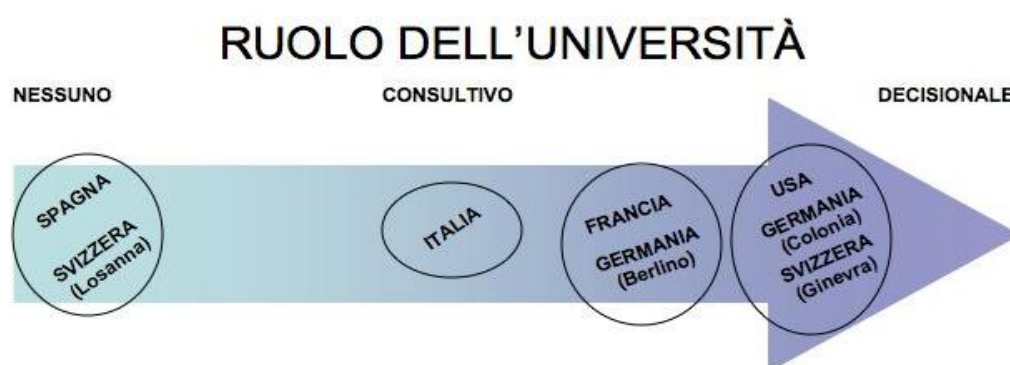 RUOLO DELL'UNIVERSITÀ
NESSUNO
CONSULTIVO
DECISIONALE
SPAGNA
SVIZZERA
(Losanna)
ITALIA
FRANCIA
GERMANIA
(Berlino)
USA
GERMANIA
(Colonia)
SVIZZERA
(Ginevra)